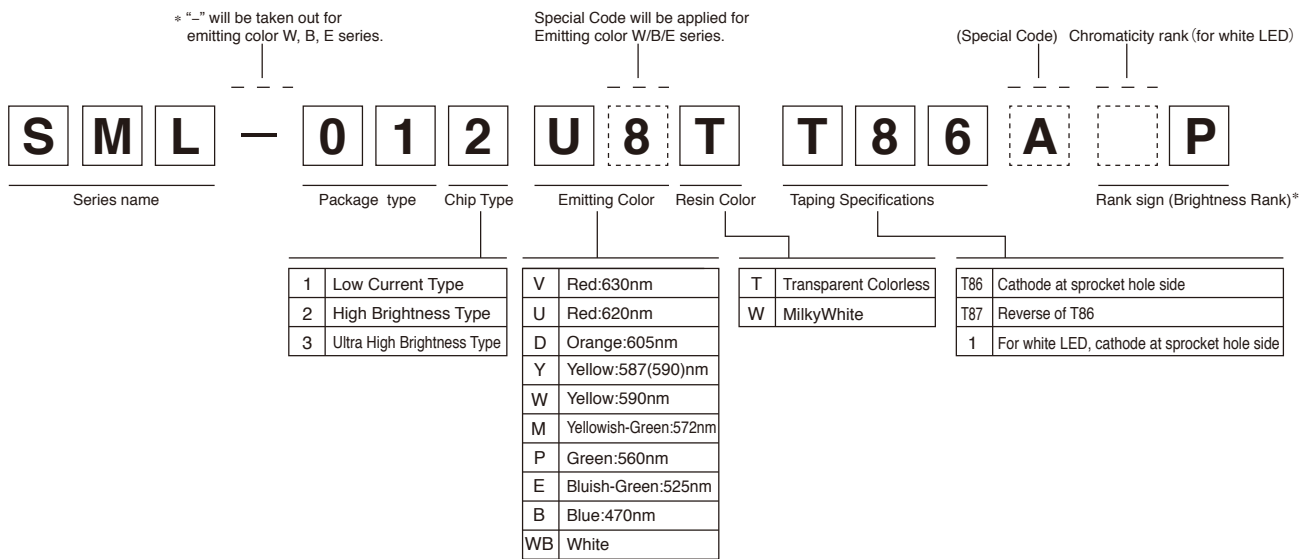 * “–” will be taken out for
emitting color W, B, E series.
Special Code will be applied for
Emitting color W/B/E series.
(Special Code) Chromaticity rank (for white LED)
S M L — 0 1 2 U 8 T T 8 6 A P
Series name Package type Chip Type Emitting Color Resin Color Taping Specifications Rank sign (Brightness Rank)*
1 Low Current Type
2 High Brightness Type
3 Ultra High Brightness Type
V Red:630nm
U Red:620nm
D Orange:605nm
Y Yellow:587(590)nm
W Yellow:590nm
M Yellowish-Green:572nm
P Green:560nm
E Bluish-Green:525nm
B Blue:470nm
WB White
T Transparent Colorless
W MilkyWhite
T86 Cathode at sprocket hole side
T87 Reverse of T86
1 For white LED, cathode at sprocket hole side